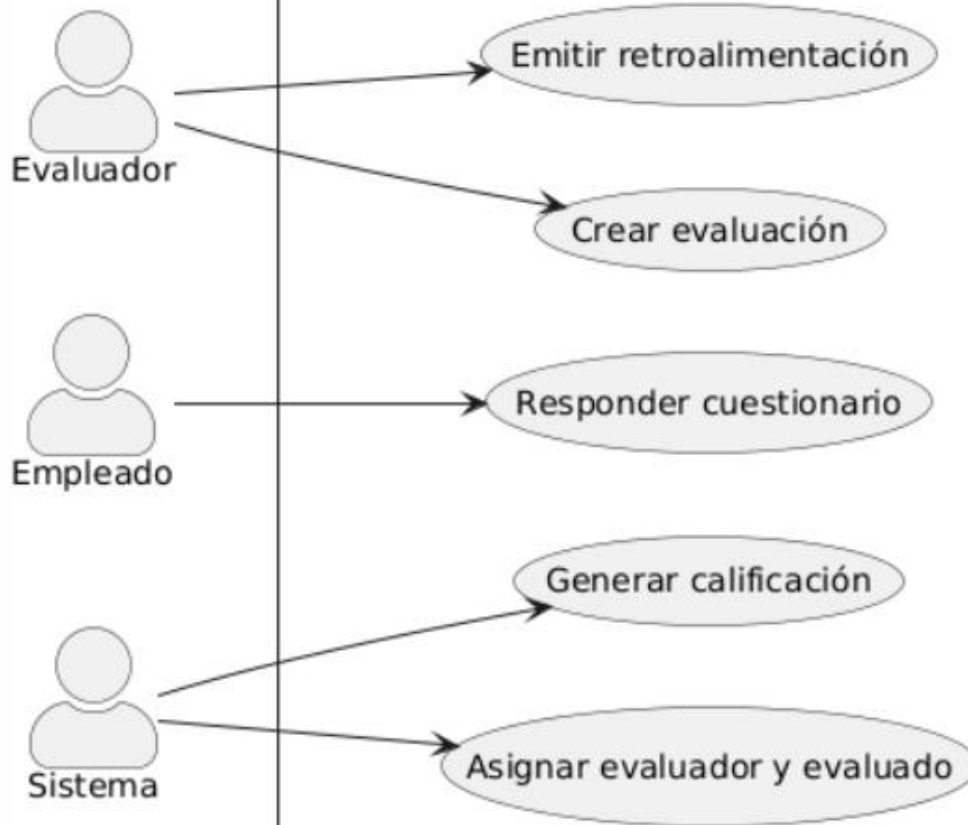 Emitir retroalimentación
Evaluador
Crear evaluación
Responder cuestionario
Empleado
Generar calificación
Asignar evaluador y evaluado
Sistema